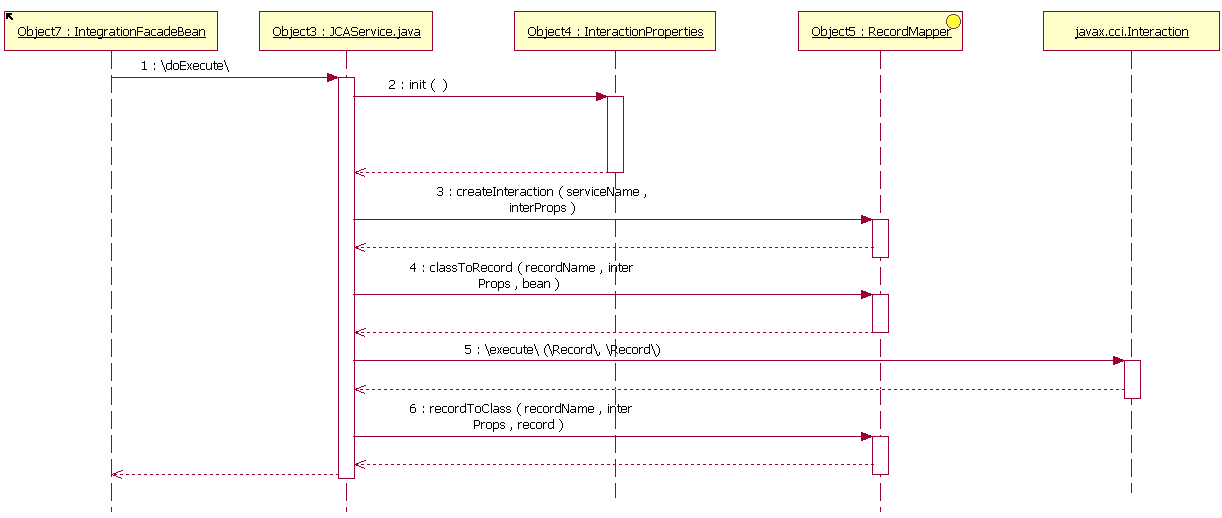 Object7 : IntegrationFacadeBean
Object3 : JCAService.java
Object4 : InteractionProperties
Object5 : RecordMapper
javax.cci.Interaction
1 : \doExecute\
2 : init (  )
3 : createInteraction ( serviceName ,
interProps )
4 : classToRecord ( recordName , inter
Props , bean )
5 : \execute\ (\Record\, \Record\)
6 : recordToClass ( recordName , inter
Props , record )